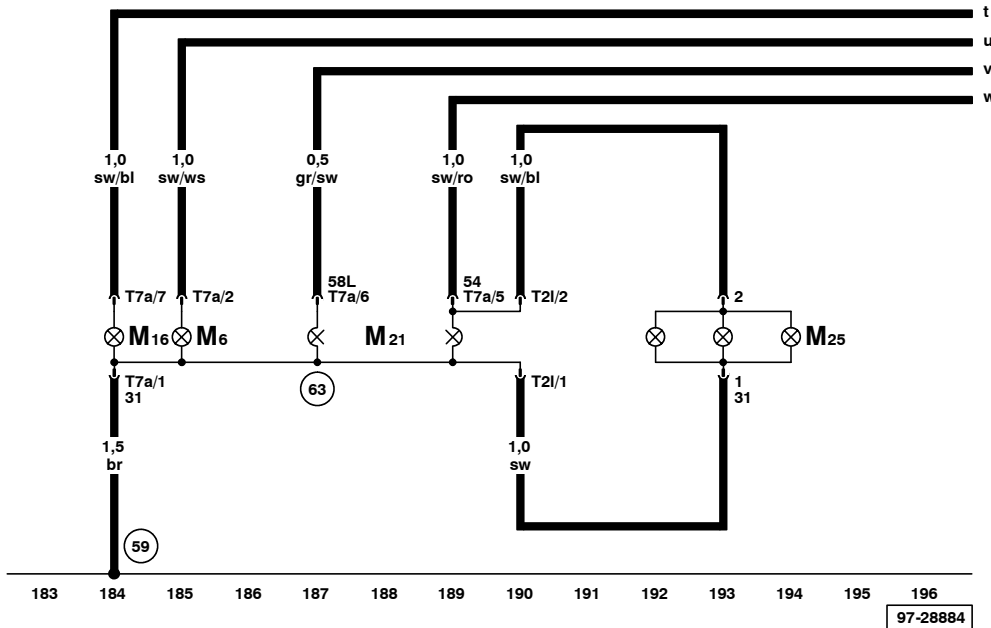 t
u
v
w
1,0
sw/bl
1,0
sw/ws
0,5
gr/sw
1,0
sw/ro
1,0
sw/bl
T7a/7
T7a/2
58L
T7a/6
54
T7a/5
T2l/2
2
M16
M6
M21
M25
T7a/1
31
63
T2l/1
1
31
1,5
br
1,0
sw
59
183 184 185 186 187 188 189 190 191 192 193 194 195 196
97-28884